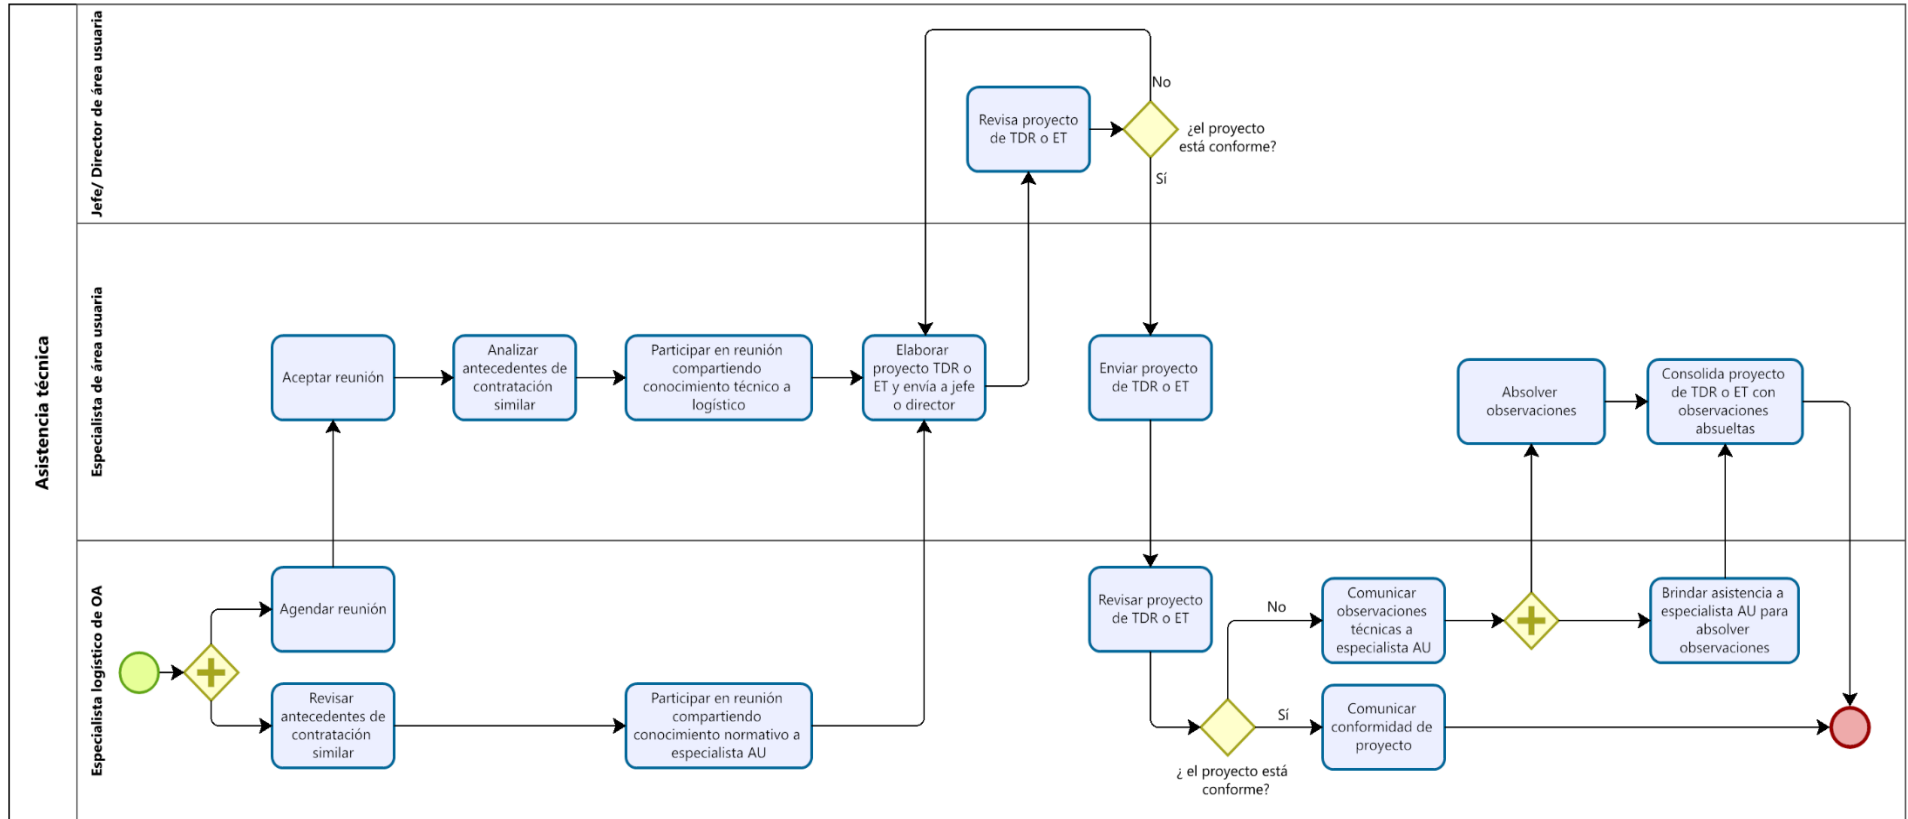 Asistencia técnica
Jefe/ Director de área usuaria
Revisa proyecto
de TDR o ET
No
¿el proyecto
está conforme?
Sí
Especialista de área usuaria
Aceptar reunión
Analizar
antecedentes de
contratación
similar
Participar en reunión
compartiendo
conocimiento técnico a
logístico
Elaborar
proyecto TDR o
ET y envía a jefe
o director
Enviar proyecto
de TDR o ET
Absolver
observaciones
Consolida proyecto
de TDR o ET con
observaciones
absueltas
Especialista logístico de OA
Agendar reunión
Revisar
antecedentes de
contratación
similar
Participar en reunión
compartiendo
conocimiento normativo a
especialista AU
Revisar proyecto
de TDR o ET
No
Sí
¿ el proyecto está
conforme?
Comunicar
observaciones
técnicas a
especialista AU
Comunicar
conformidad de
proyecto
Brindar asistencia a
especialista AU para
absolver
observaciones